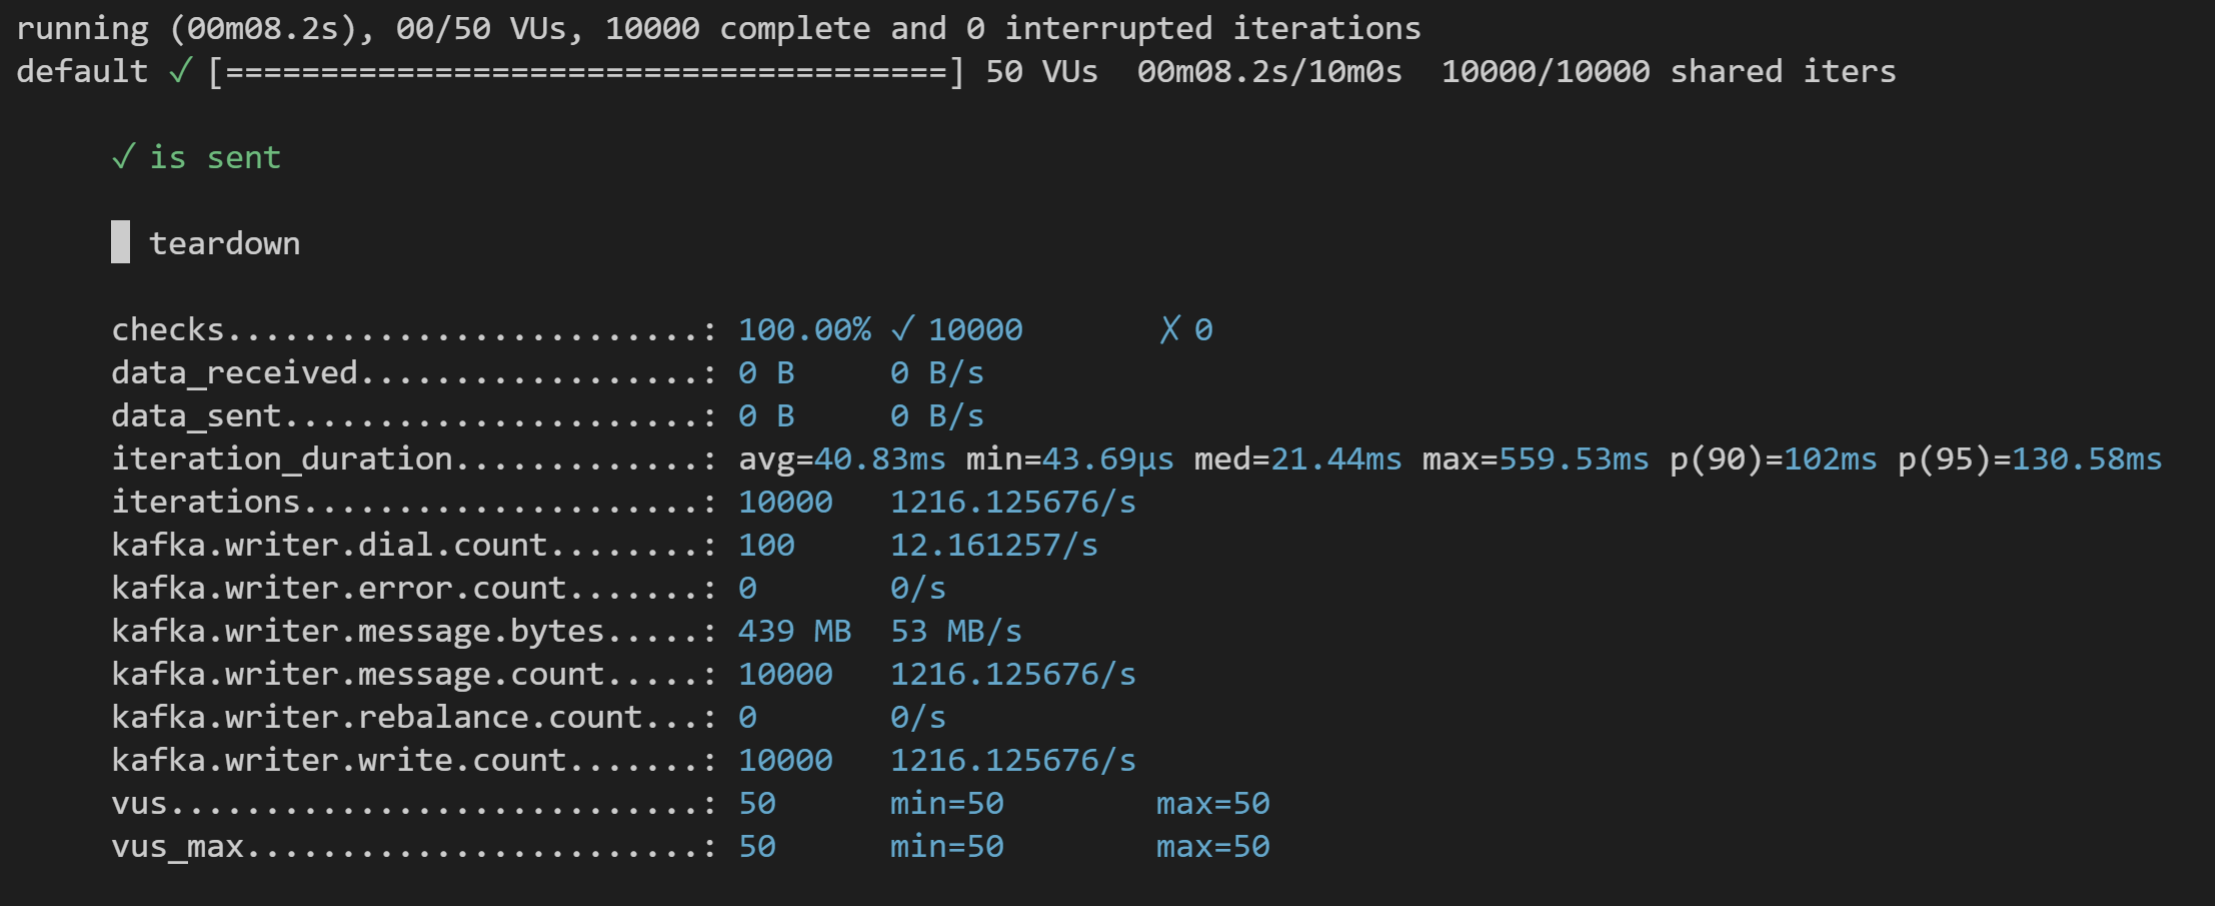 running (00m08.2s), 00/50 VUs, 10000 complete and 0 interrupted iterations
default ✓ [======================================] 50 VUs  00m08.2s/10m0s  10000/10000 shared iters
✓ is sent
█ teardown
checks.........................: 100.00% ✓ 10000       ✗ 0
data_received..................: 0 B     0 B/s
data_sent......................: 0 B     0 B/s
iteration_duration.............: avg=40.83ms min=43.69µs med=21.44ms max=559.53ms p(90)=102ms p(95)=130.58ms
iterations.....................: 10000   1216.125676/s
kafka.writer.dial.count........: 100     12.161257/s
kafka.writer.error.count.......: 0       0/s
kafka.writer.message.bytes.....: 439 MB  53 MB/s
kafka.writer.message.count.....: 10000   1216.125676/s
kafka.writer.rebalance.count...: 0       0/s
kafka.writer.write.count.......: 10000   1216.125676/s
vus............................: 50      min=50        max=50
vus_max........................: 50      min=50        max=50